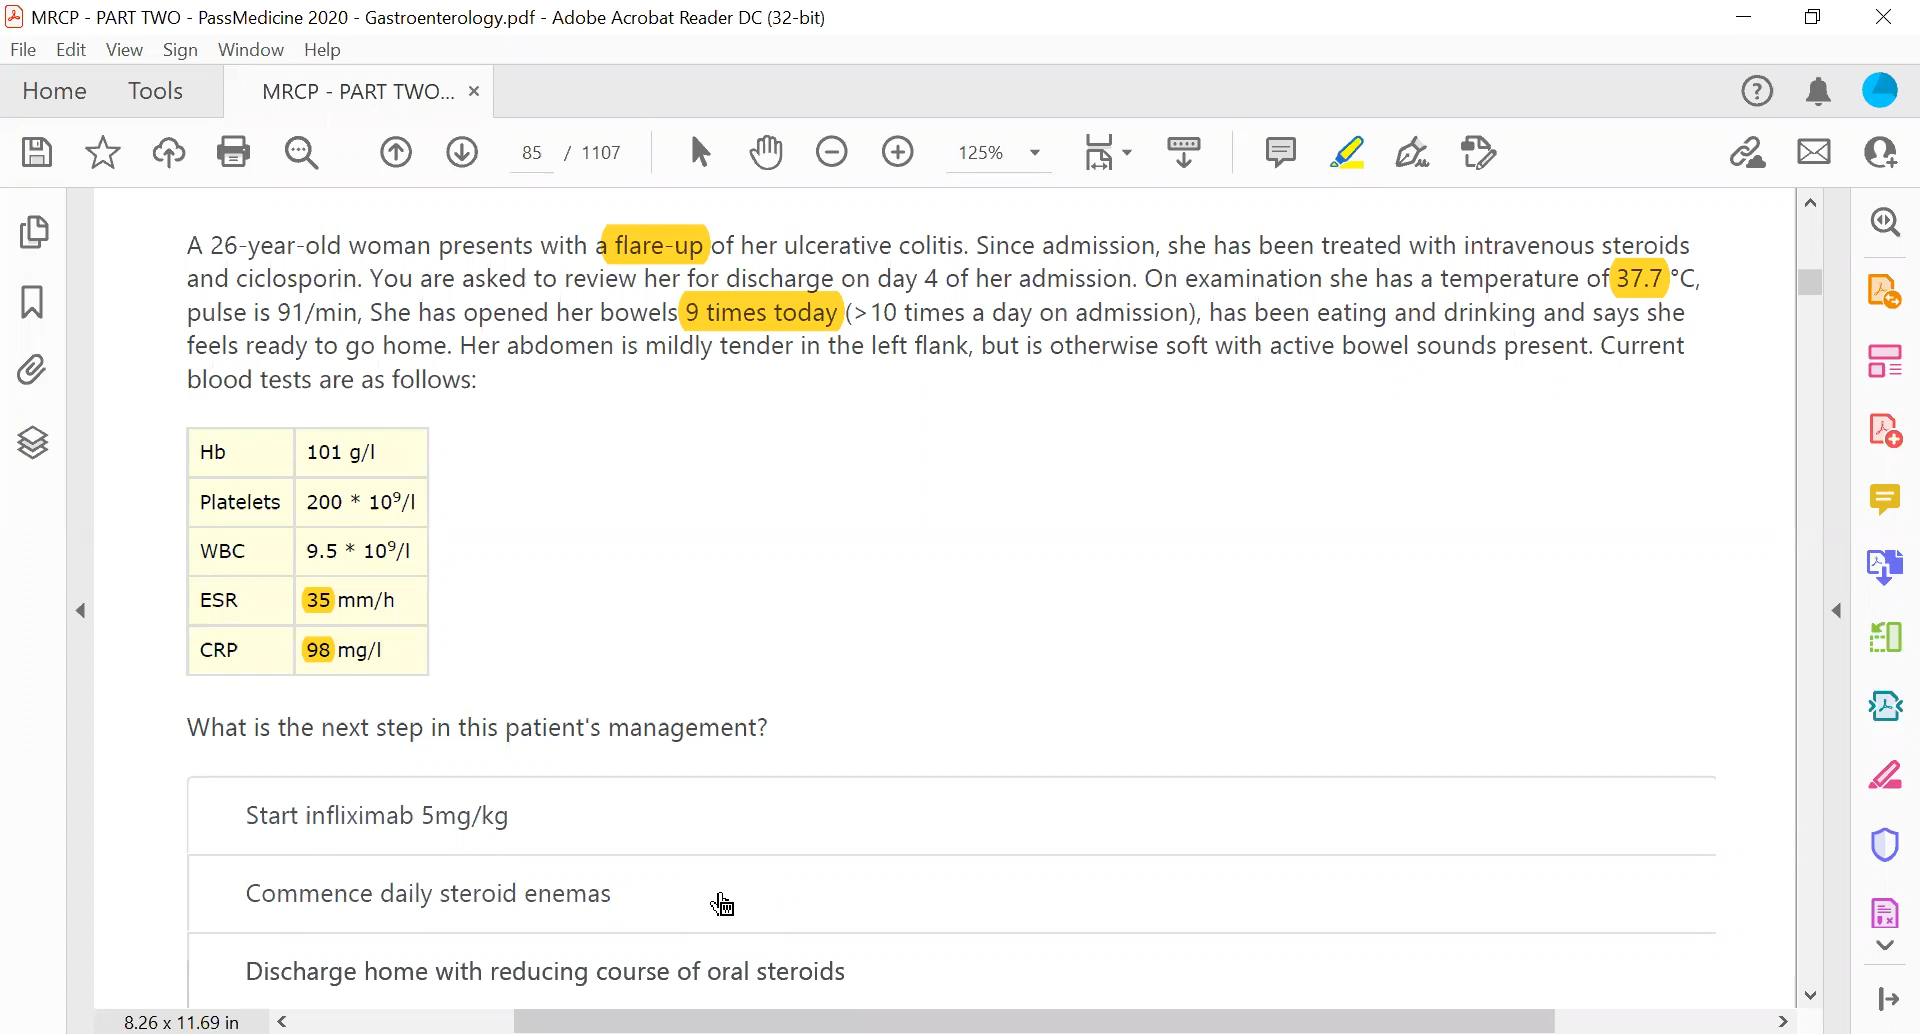 MRCP - PART TWO - PassMedicine 2020 - Gastroenterology.pdf - Adobe Acrobat Reader DC (32-bit)
File Edit View Sign Window Help
Home Tools MRCP - PART TWO... ×
85 / 1107 125%
A 26-year-old woman presents with a flare-up of her ulcerative colitis. Since admission, she has been treated with intravenous steroids
and ciclosporin. You are asked to review her for discharge on day 4 of her admission. On examination she has a temperature of 37.7 °C,
pulse is 91/min, She has opened her bowels 9 times today (>10 times a day on admission), has been eating and drinking and says she
feels ready to go home. Her abdomen is mildly tender in the left flank, but is otherwise soft with active bowel sounds present. Current
blood tests are as follows:
Hb 101 g/l
Platelets 200 * 10⁹/l
WBC 9.5 * 10⁹/l
ESR 35 mm/h
CRP 98 mg/l
What is the next step in this patient's management?
Start infliximab 5mg/kg
Commence daily steroid enemas
Discharge home with reducing course of oral steroids
8.26 x 11.69 in